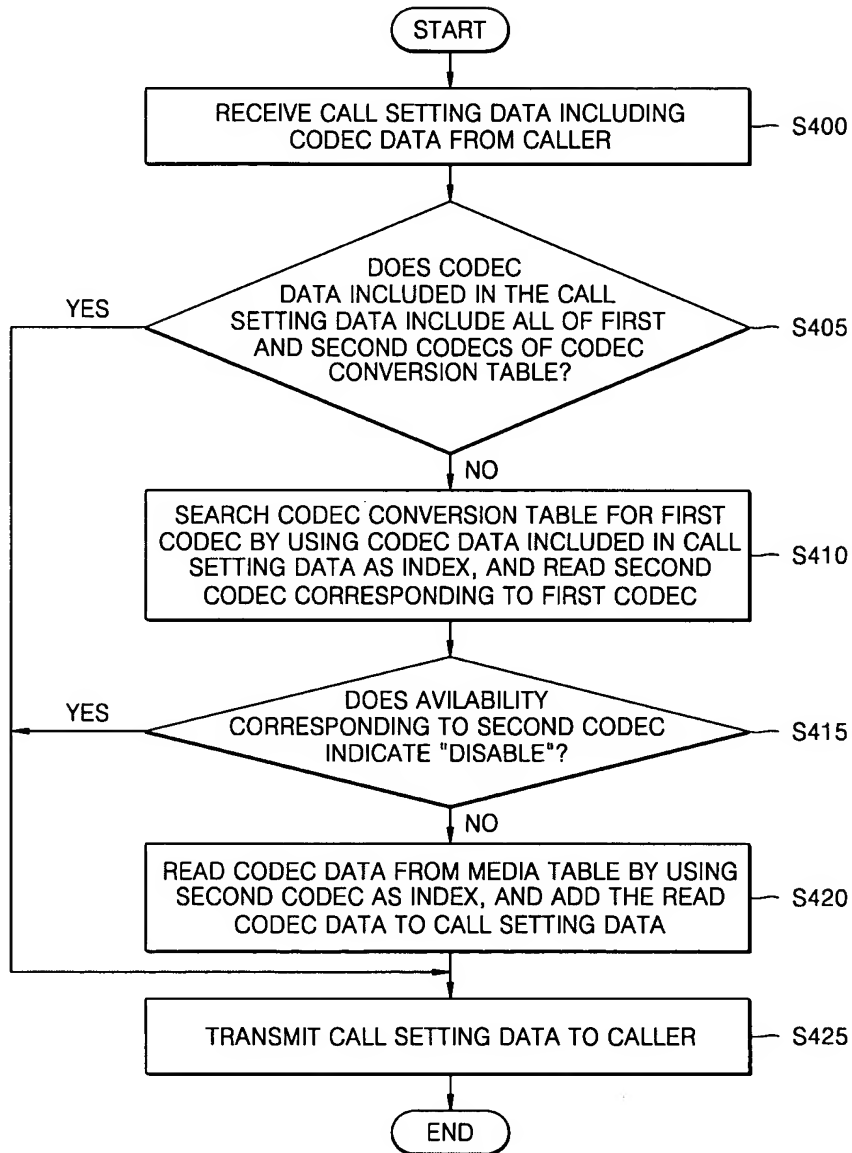 START
RECEIVE CALL SETTING DATA INCLUDING
CODEC DATA FROM CALLER
S400
DOES CODEC
DATA INCLUDED IN THE CALL
SETTING DATA INCLUDE ALL OF FIRST
AND SECOND CODECS OF CODEC
CONVERSION TABLE?
S405
YES
NO
SEARCH CODEC CONVERSION TABLE FOR FIRST
CODEC BY USING CODEC DATA INCLUDED IN CALL
SETTING DATA AS INDEX, AND READ SECOND
CODEC CORRESPONDING TO FIRST CODEC
S410
DOES AVILABILITY
CORRESPONDING TO SECOND CODEC
INDICATE "DISABLE"?
S415
YES
NO
READ CODEC DATA FROM MEDIA TABLE BY USING
SECOND CODEC AS INDEX, AND ADD THE READ
CODEC DATA TO CALL SETTING DATA
S420
TRANSMIT CALL SETTING DATA TO CALLER
S425
END